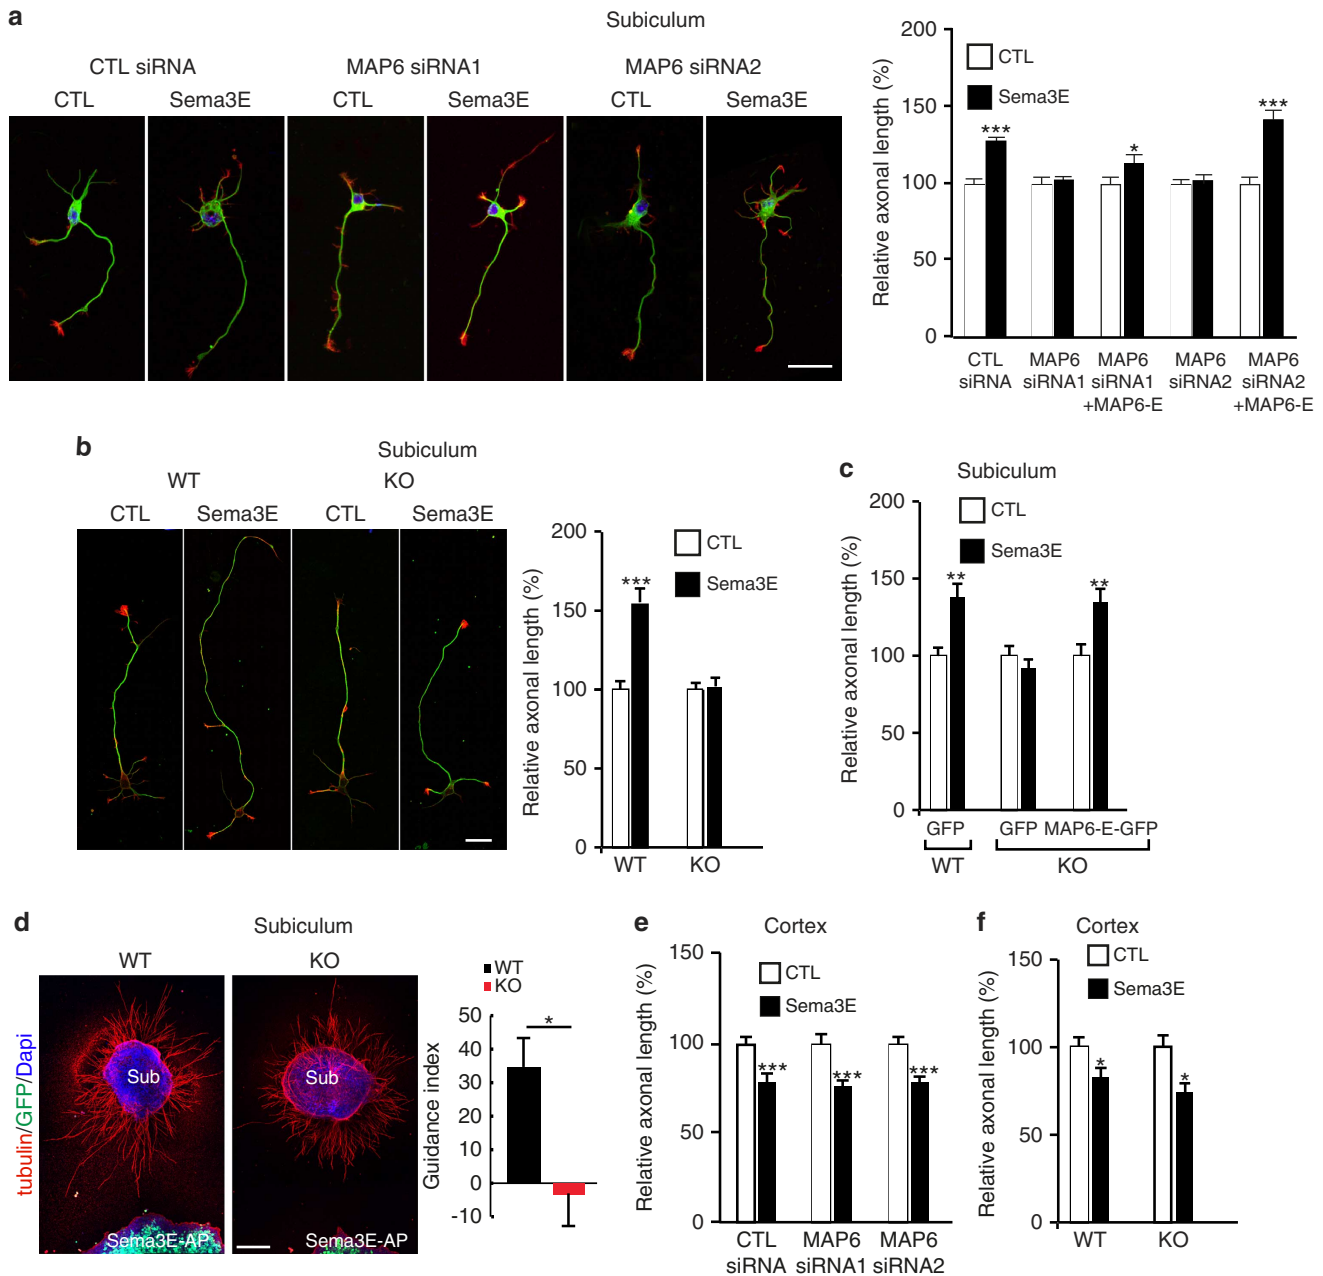 a
Subiculum
CTL siRNA MAP6 siRNA1 MAP6 siRNA2
CTL Sema3E CTL Sema3E CTL Sema3E
Relative axonal length (%)
200
150
100
50
0
CTL
Sema3E
***
*
***
CTL siRNA
MAP6 siRNA1
MAP6 siRNA1 +MAP6-E
MAP6 siRNA2
MAP6 siRNA2 +MAP6-E
b
Subiculum
WT KO
CTL Sema3E CTL Sema3E
Relative axonal length (%)
200
150
100
50
0
CTL
Sema3E
***
WT KO
c
Subiculum
Relative axonal length (%)
200
150
100
50
0
CTL
Sema3E
**
**
GFP GFP MAP6-E-GFP
WT KO
d
Subiculum
WT KO
tubulin/GFP/Dapi
Sub Sub
Sema3E-AP Sema3E-AP
WT
KO
Guidance index
50
40
30
20
10
0
-10
*
e
Cortex
Relative axonal length (%)
150
100
50
0
CTL
Sema3E
***
***
***
CTL siRNA
MAP6 siRNA1
MAP6 siRNA2
f
Cortex
Relative axonal length (%)
150
100
50
0
CTL
Sema3E
*
*
WT KO